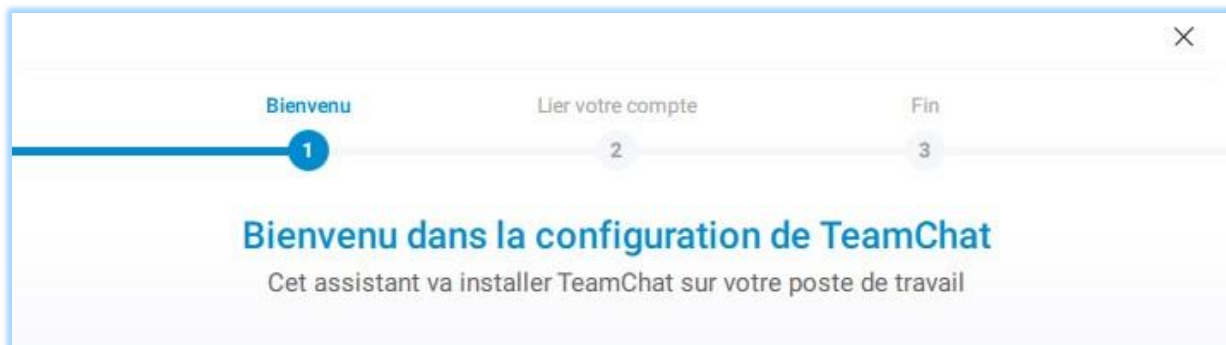 Bienvenu
Lier votre compte
Fin
1
2
3
Bienvenu dans la configuration de TeamChat
Cet assistant va installer TeamChat sur votre poste de travail